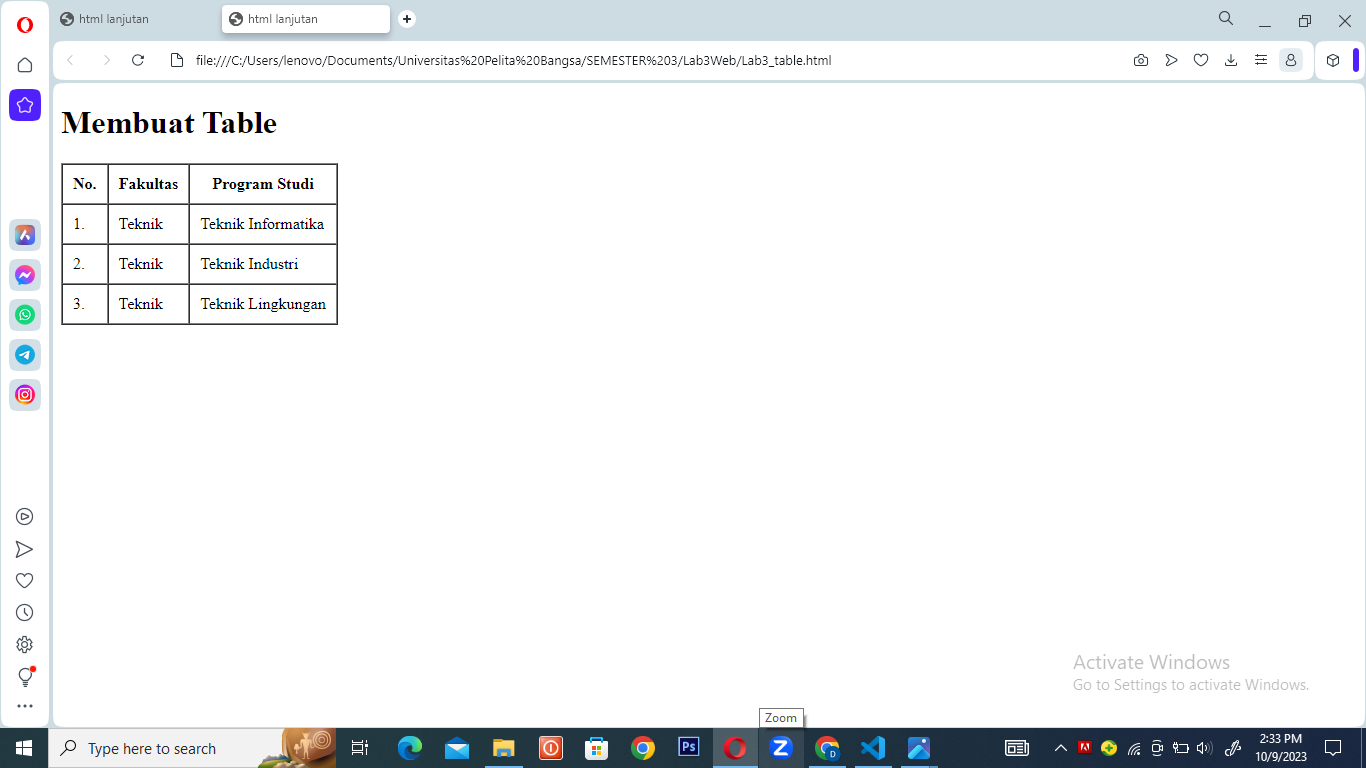 html lanjutan
html lanjutan
file:///C:/Users/lenovo/Documents/Universitas%20Pelita%20Bangsa/SEMESTER%203/Lab3Web/Lab3_table.html
Membuat Table
No. Fakultas Program Studi
1. Teknik Teknik Informatika
2. Teknik Teknik Industri
3. Teknik Teknik Lingkungan
Activate Windows
Go to Settings to activate Windows.
Zoom
Type here to search
Ps
D
2:33 PM
10/9/2023